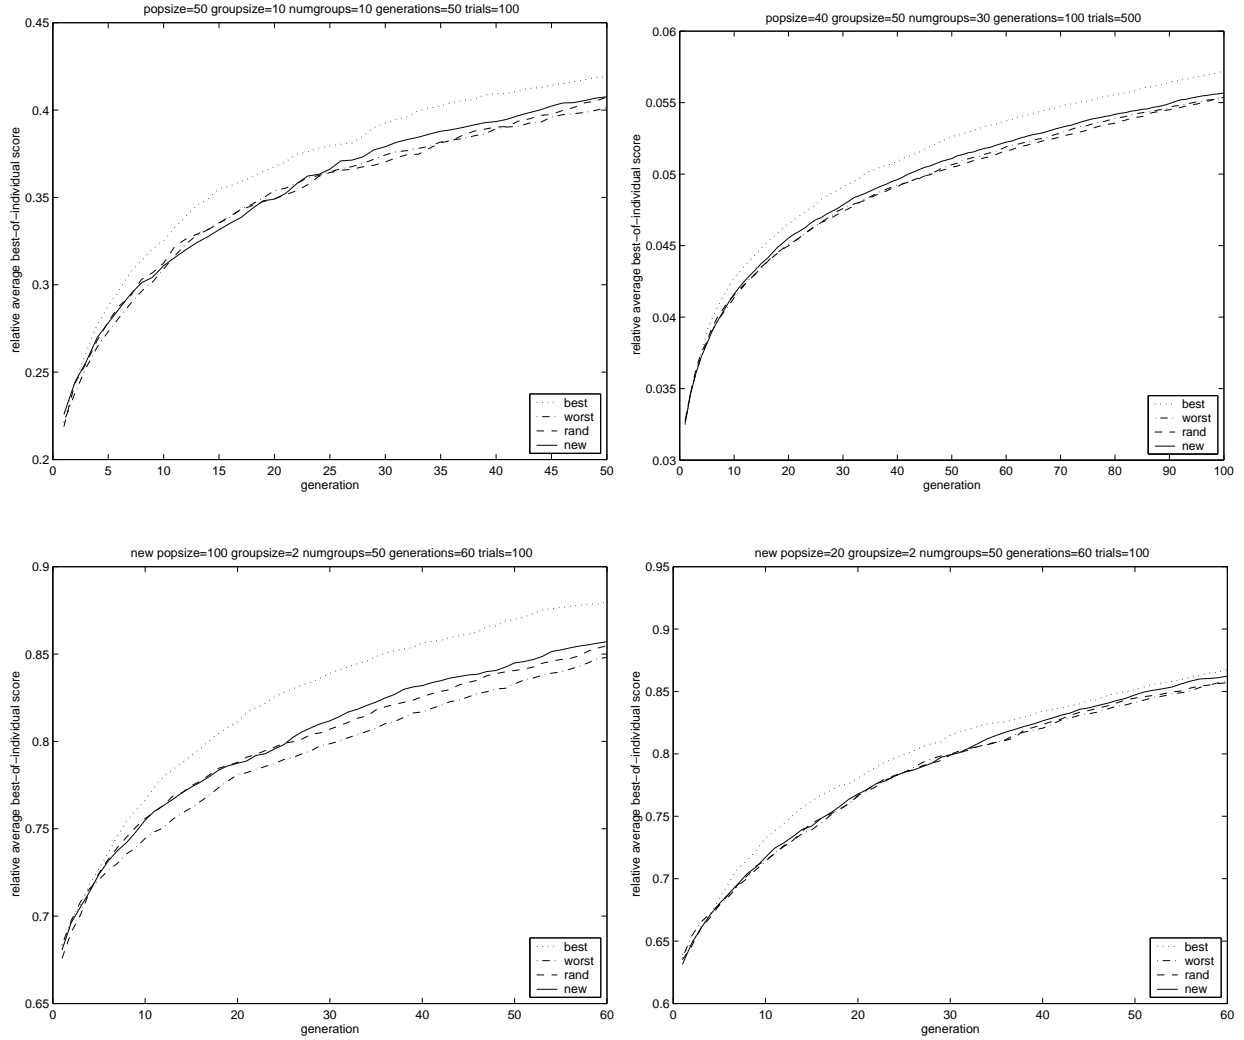 popsize=50 groupsize=10 numgroups=10 generations=50 trials=100
0.45
0.4
0.35
0.3
0.25
0.2
relative average best-of-individual score
0 5 10 15 20 25 30 35 40 45 50
generation
best
worst
rand
new
popsize=40 groupsize=50 numgroups=30 generations=100 trials=500
0.06
0.055
0.05
0.045
0.04
0.035
0.03
relative average best-of-individual score
0 10 20 30 40 50 60 70 80 90 100
generation
best
worst
rand
new
new popsize=100 groupsize=2 numgroups=50 generations=60 trials=100
0.9
0.85
0.8
0.75
0.7
0.65
relative average best-of-individual score
0 10 20 30 40 50 60
generation
best
worst
rand
new
new popsize=20 groupsize=2 numgroups=50 generations=60 trials=100
0.95
0.9
0.85
0.8
0.75
0.7
0.65
0.6
relative average best-of-individual score
0 10 20 30 40 50 60
generation
best
worst
rand
new